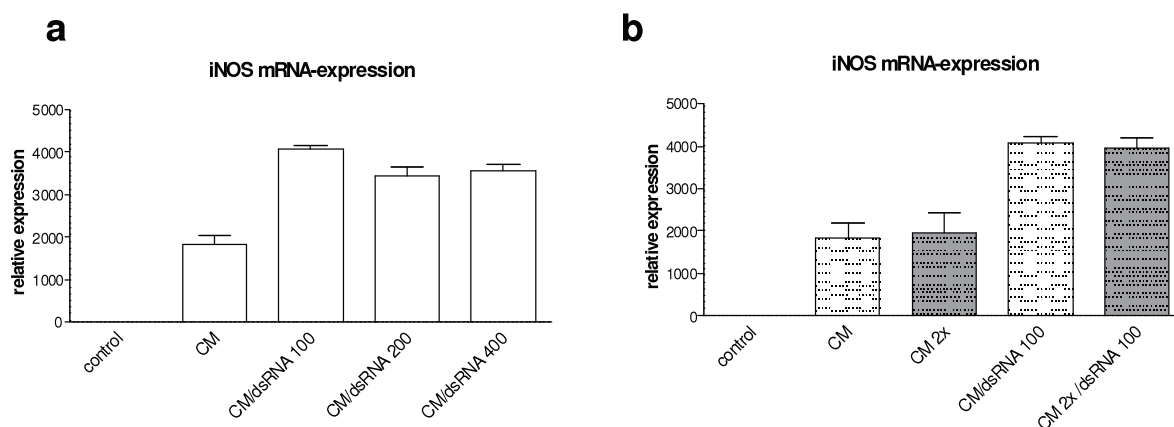 a
iNOS mRNA-expression
relative expression
5000
4000
3000
2000
1000
0
control
CM
CM/dsRNA 100
CM/dsRNA 200
CM/dsRNA 400
b
iNOS mRNA-expression
relative expression
5000
4000
3000
2000
1000
0
control
CM
CM 2x
CM/dsRNA 100
CM 2x /dsRNA 100